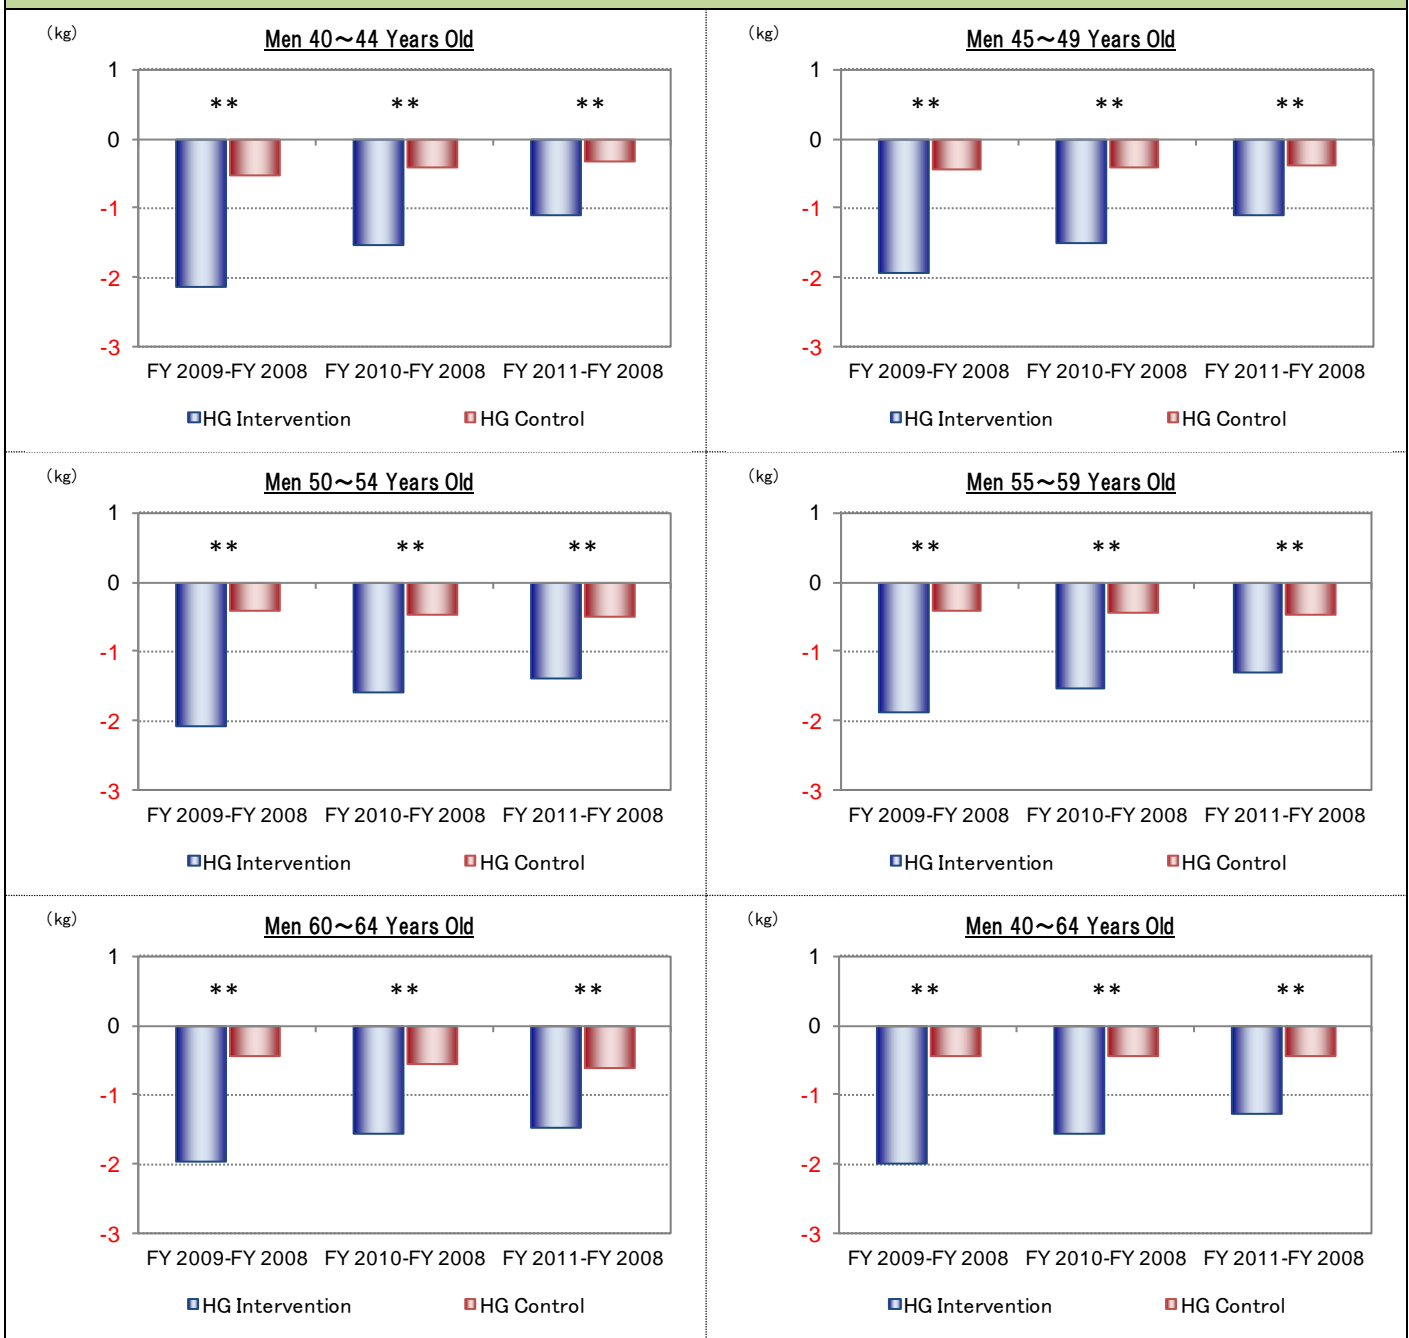 (kg)
Men 40～44 Years Old
1
** ** **
0
-1
-2
-3
FY 2009-FY 2008 FY 2010-FY 2008 FY 2011-FY 2008
HG Intervention HG Control
(kg)
Men 45～49 Years Old
1
** ** **
0
-1
-2
-3
FY 2009-FY 2008 FY 2010-FY 2008 FY 2011-FY 2008
HG Intervention HG Control
(kg)
Men 50～54 Years Old
1
** ** **
0
-1
-2
-3
FY 2009-FY 2008 FY 2010-FY 2008 FY 2011-FY 2008
HG Intervention HG Control
(kg)
Men 55～59 Years Old
1
** ** **
0
-1
-2
-3
FY 2009-FY 2008 FY 2010-FY 2008 FY 2011-FY 2008
HG Intervention HG Control
(kg)
Men 60～64 Years Old
1
** ** **
0
-1
-2
-3
FY 2009-FY 2008 FY 2010-FY 2008 FY 2011-FY 2008
HG Intervention HG Control
(kg)
Men 40～64 Years Old
1
** ** **
0
-1
-2
-3
FY 2009-FY 2008 FY 2010-FY 2008 FY 2011-FY 2008
HG Intervention HG Control